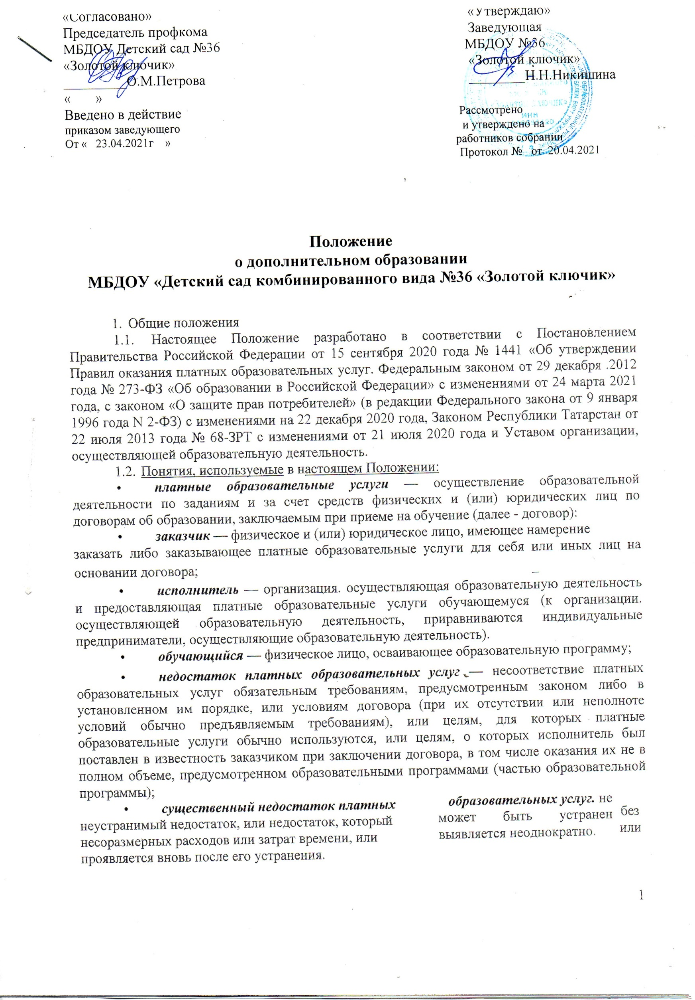 «Согласовано»
Председатель профкома
МБДОУ Детский сад №36
«Золотой ключик»
__________О.М.Петрова
«        »
Введено в действие
приказом заведующего
От «   23.04.2021г    »
«Утверждаю»
Заведующая
МБДОУ №36
«Золотой ключик»
_________Н.Н.Никишина
Рассмотрено
и утверждено на
работников собрании
Протокол №   от  20.04.2021
ИНН
Положение
о дополнительном образовании
МБДОУ «Детский сад комбинированного вида №36 «Золотой ключик»
1. Общие положения
1.1. Настоящее Положение разработано в соответствии с Постановлением
Правительства Российской Федерации от 15 сентября 2020 года № 1441 «Об утверждении
Правил оказания платных образовательных услуг. Федеральным законом от 29 декабря .2012
года № 273-ФЗ «Об образовании в Российской Федерации» с изменениями от 24 марта 2021
года, с законом «О защите прав потребителей» (в редакции Федерального закона от 9 января
1996 года N 2-ФЗ) с изменениями на 22 декабря 2020 года, Законом Республики Татарстан от
22 июля 2013 года № 68-ЗРТ с изменениями от 21 июля 2020 года и Уставом организации,
осуществляющей образовательную деятельность.
1.2. Понятия, используемые в настоящем Положении:
• платные образовательные услуги — осуществление образовательной
деятельности по заданиям и за счет средств физических и (или) юридических лиц по
договорам об образовании, заключаемым при приеме на обучение (далее - договор):
• заказчик — физическое и (или) юридическое лицо, имеющее намерение
заказать либо заказывающее платные образовательные услуги для себя или иных лиц на
основании договора;
• исполнитель — организация. осуществляющая образовательную деятельность
и предоставляющая платные образовательные услуги обучающемуся (к организации.
осуществляющей образовательную деятельность, приравниваются индивидуальные
предприниматели, осуществляющие образовательную деятельность).
• обучающийся — физическое лицо, осваивающее образовательную программу;
• недостаток платных образовательных услуг — несоответствие платных
образовательных услуг обязательным требованиям, предусмотренным законом либо в
установленном им порядке, или условиям договора (при их отсутствии или неполноте
условий обычно предъявляемым требованиям), или целям, для которых платные
образовательные услуги обычно используются, или целям, о которых исполнитель был
поставлен в известность заказчиком при заключении договора, в том числе оказания их не в
полном объеме, предусмотренном образовательными программами (частью образовательной
программы);
• существенный недостаток платных образовательных услуг. не
неустранимый недостаток, или недостаток, который может быть устранен без
несоразмерных расходов или затрат времени, или выявляется неоднократно. или
проявляется вновь после его устранения.
1